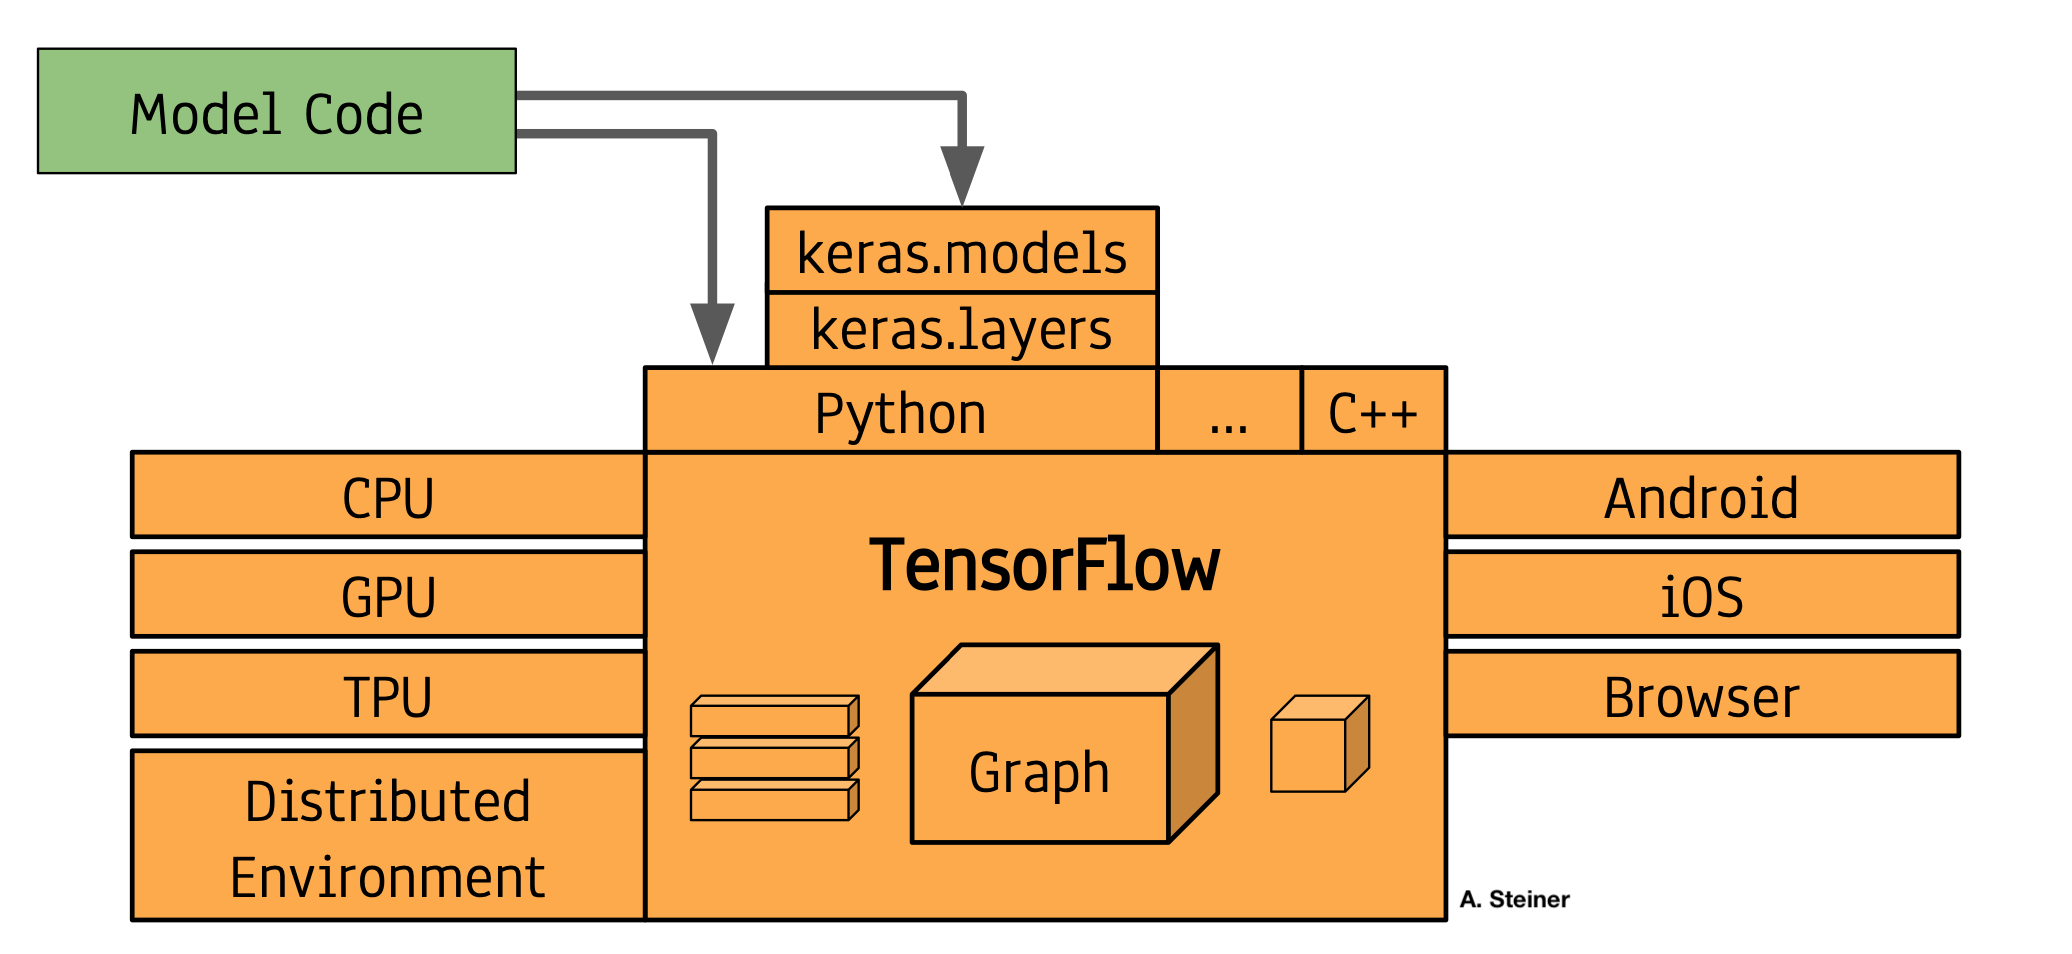 Model Code
keras.models
keras.layers
Python
...
C++
CPU
GPU
TPU
Distributed
Environment
TensorFlow
Graph
Android
iOS
Browser
A. Steiner